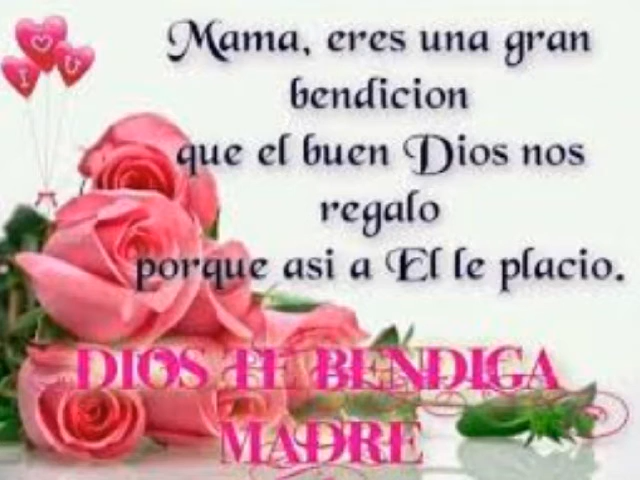 I U
Mama, eres una gran
bendicion
que el buen Dios nos
regalo
porque asi a El le placio.
DIOS TE BENDIGA
MADRE